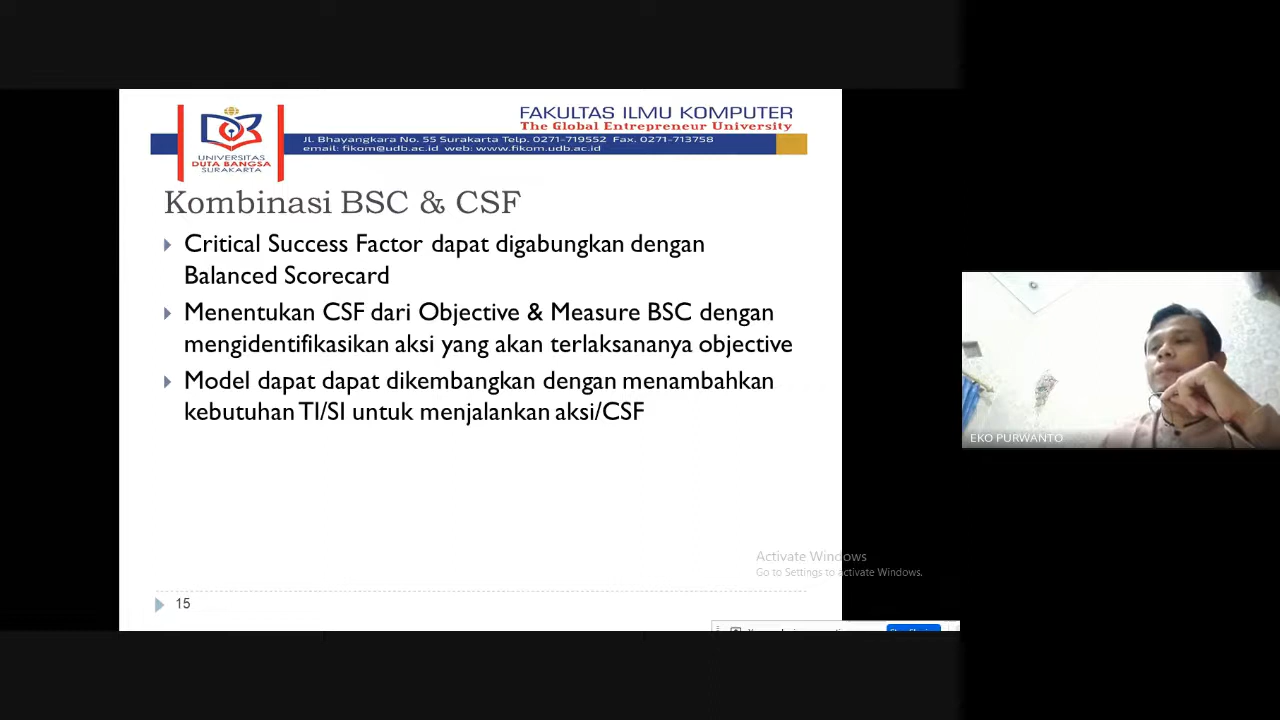 FAKULTAS ILMU KOMPUTER
The Global Entrepreneur University
Jl. Bhayangkara No. 55 Surakarta Telp. 0271-719552 Fax. 0271-713758
email: fikom@udb.ac.id web: www.fikom.udb.ac.id
UNIVERSITAS
DUTA BANGSA
SURAKARTA
Kombinasi BSC & CSF
Critical Success Factor dapat digabungkan dengan
Balanced Scorecard
Menentukan CSF dari Objective & Measure BSC dengan
mengidentifikasikan aksi yang akan terlaksananya objective
Model dapat dapat dikembangkan dengan menambahkan
kebutuhan TI/SI untuk menjalankan aksi/CSF
EKO PURWANTO
Activate Windows
Go to Settings to activate Windows.
15